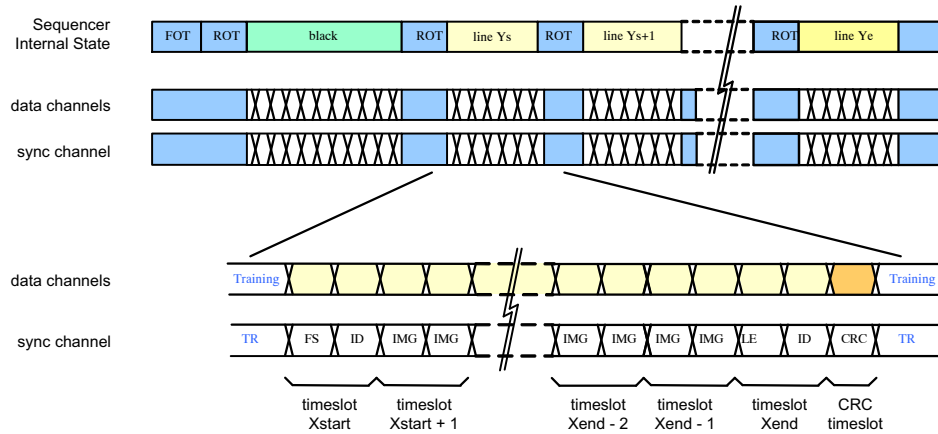 Sequencer
Internal State
FOT ROT black ROT line Ys ROT line Ys+1 ROT line Ye
data channels
sync channel
data channels
Training Training
sync channel
TR FS ID IMG IMG IMG IMG IMG IMG LE ID CRC TR
timeslot timeslot timeslot timeslot timeslot CRC
Xstart Xstart + 1 Xend - 2 Xend - 1 Xend timeslot